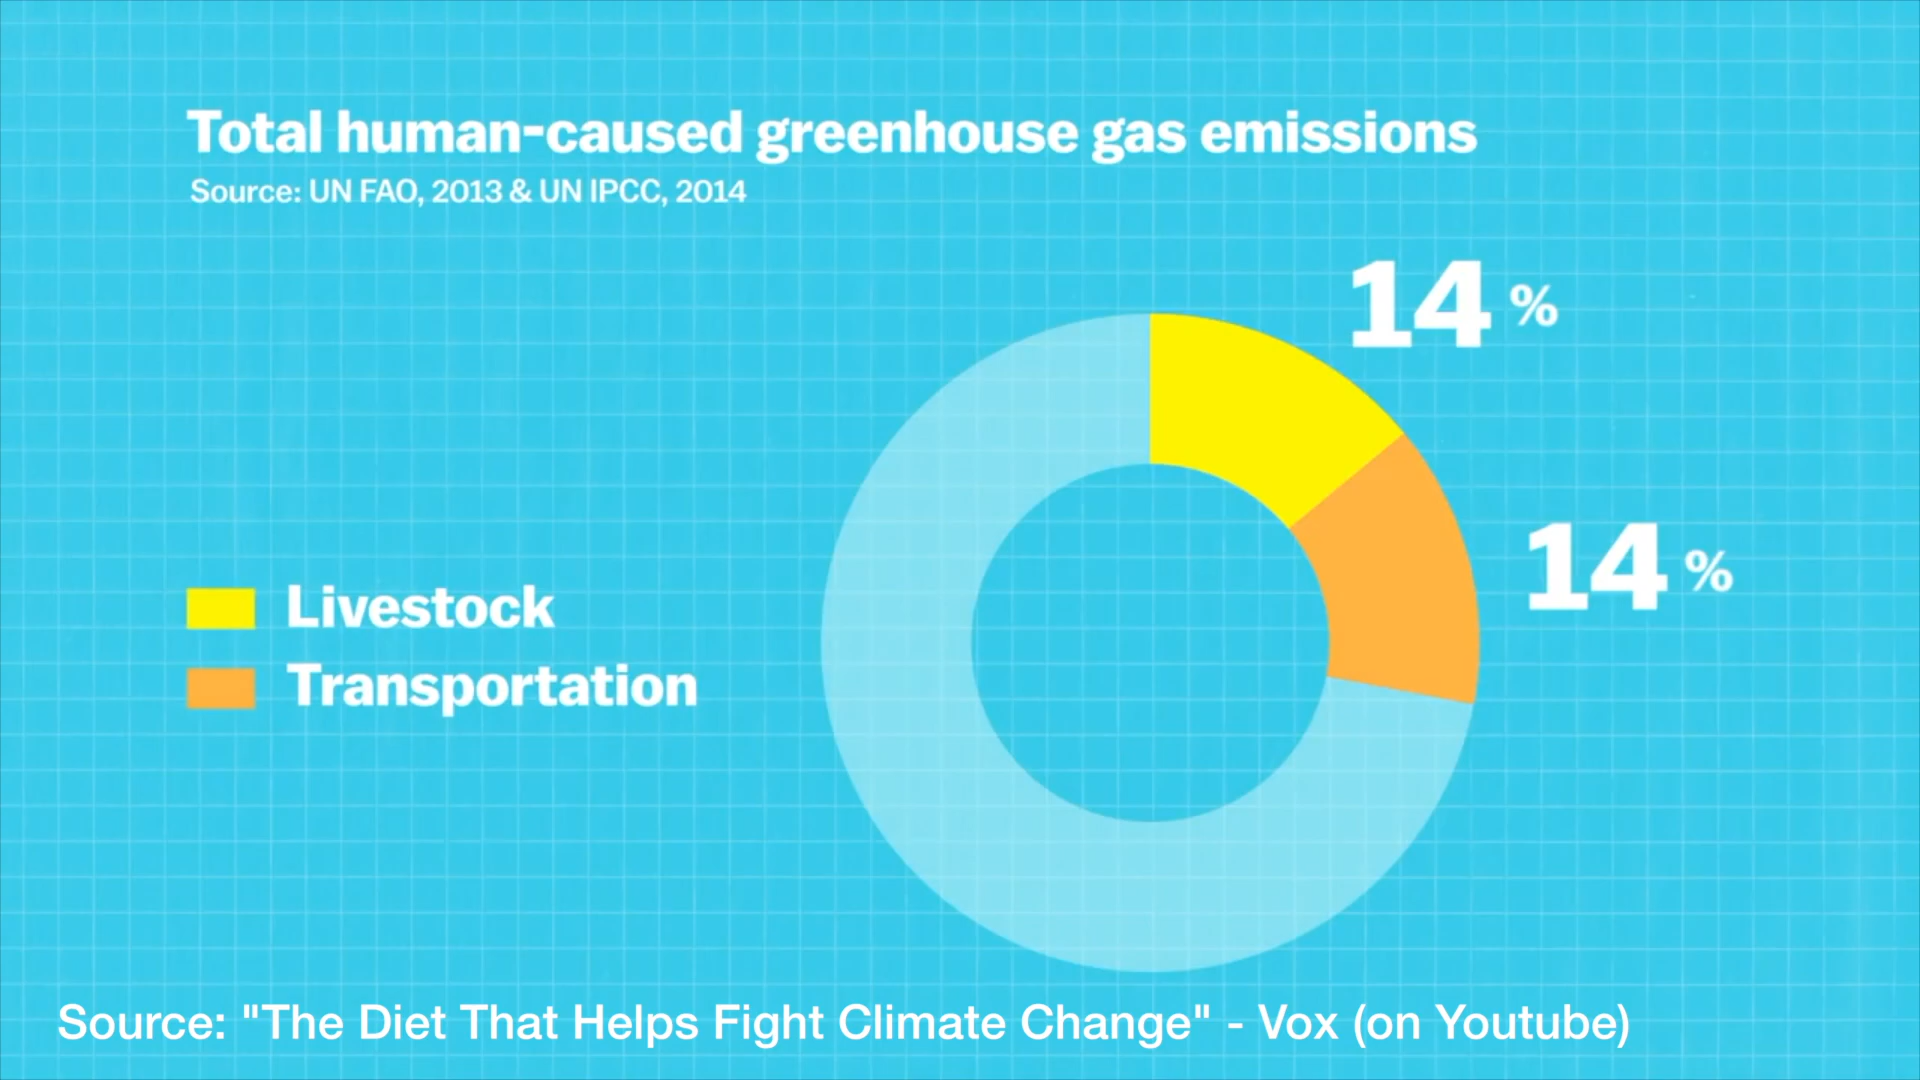 Total human-caused greenhouse gas emissions
Source: UN FAO, 2013 & UN IPCC, 2014
14 %
14 %
Livestock
Transportation
Source: "The Diet That Helps Fight Climate Change" - Vox (on Youtube)